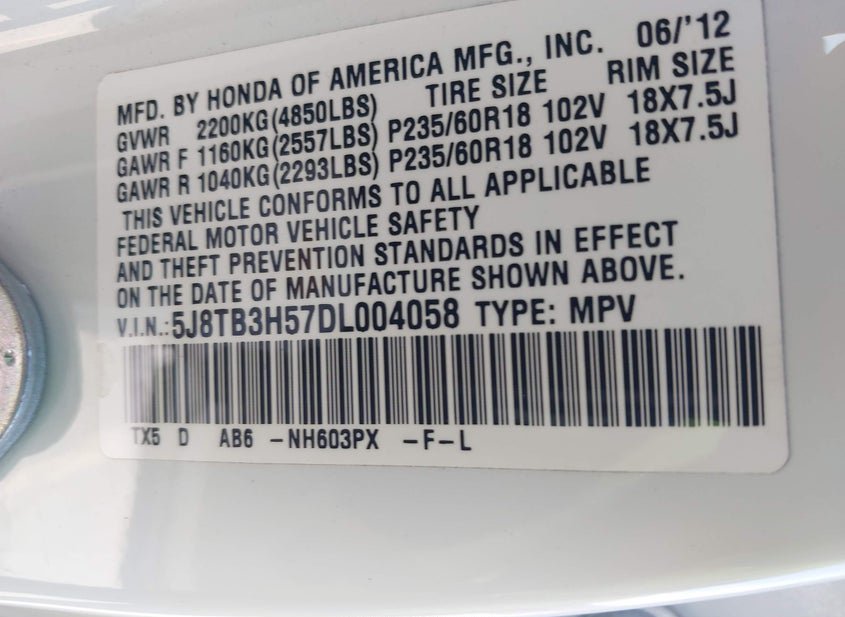 MFD. BY HONDA OF AMERICA MFG., INC. 06/'12
GVWR 2200KG(4850LBS) TIRE SIZE RIM SIZE
GAWR F 1160KG(2557LBS) P235/60R18 102V 18X7.5J
GAWR R 1040KG(2293LBS) P235/60R18 102V 18X7.5J
THIS VEHICLE CONFORMS TO ALL APPLICABLE
FEDERAL MOTOR VEHICLE SAFETY
AND THEFT PREVENTION STANDARDS IN EFFECT
ON THE DATE OF MANUFACTURE SHOWN ABOVE.
V.I.N.:5J8TB3H57DL004058 TYPE: MPV
TX5 D AB6 -NH603PX -F-L